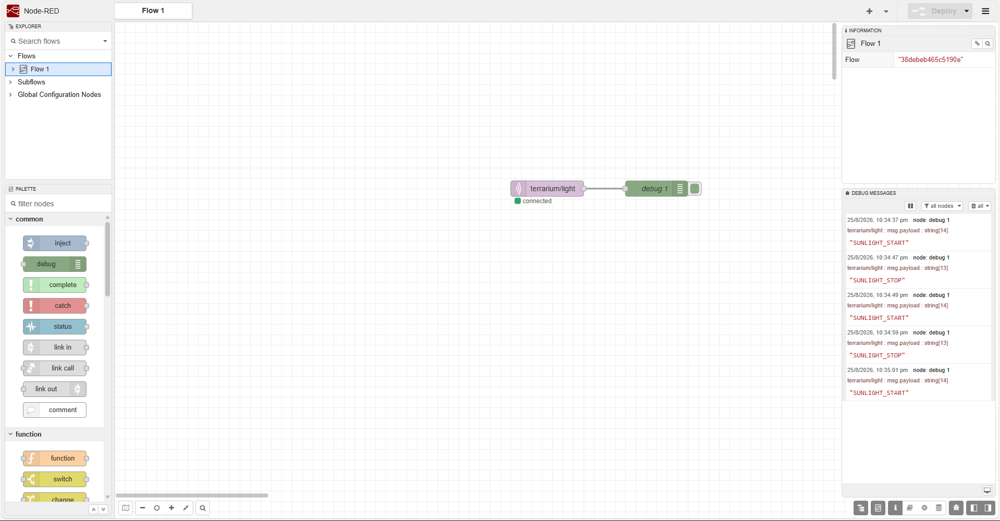 Node-RED
Flow 1
Deploy
EXPLORER
Search flows
Flows
Flow 1
Subflows
Global Configuration Nodes
PALETTE
filter nodes
common
inject
debug
complete
catch
status
link in
link call
link out
comment
function
function
switch
change
terrarium/light
connected
debug 1
INFORMATION
Flow 1
Flow "38debeb465c5190e"
DEBUG MESSAGES
all nodes all
25/8/2026, 10:34:37 pm node: debug 1
terrarium/light : msg.payload : string[14]
"SUNLIGHT_START"
25/8/2026, 10:34:47 pm node: debug 1
terrarium/light : msg.payload : string[13]
"SUNLIGHT_STOP"
25/8/2026, 10:34:49 pm node: debug 1
terrarium/light : msg.payload : string[14]
"SUNLIGHT_START"
25/8/2026, 10:34:59 pm node: debug 1
terrarium/light : msg.payload : string[13]
"SUNLIGHT_STOP"
25/8/2026, 10:35:01 pm node: debug 1
terrarium/light : msg.payload : string[14]
"SUNLIGHT_START"